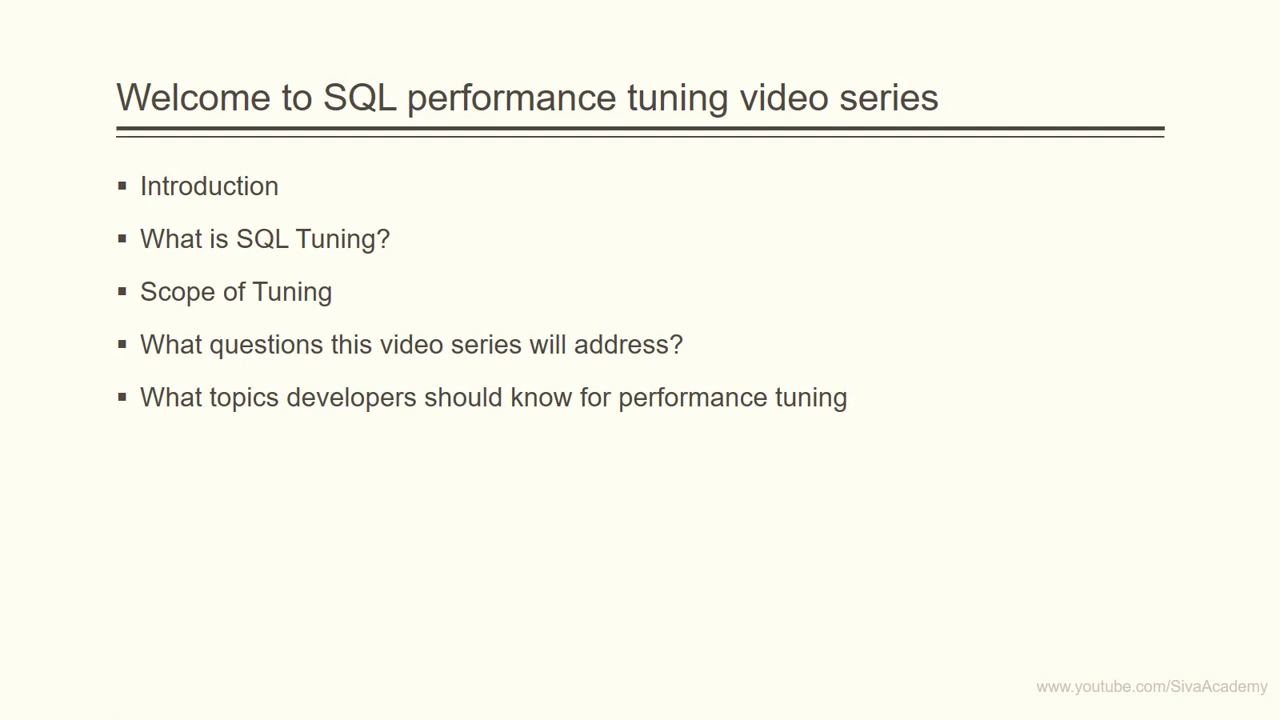 Welcome to SQL performance tuning video series
▪ Introduction
▪ What is SQL Tuning?
▪ Scope of Tuning
▪ What questions this video series will address?
▪ What topics developers should know for performance tuning
www.youtube.com/SivaAcademy